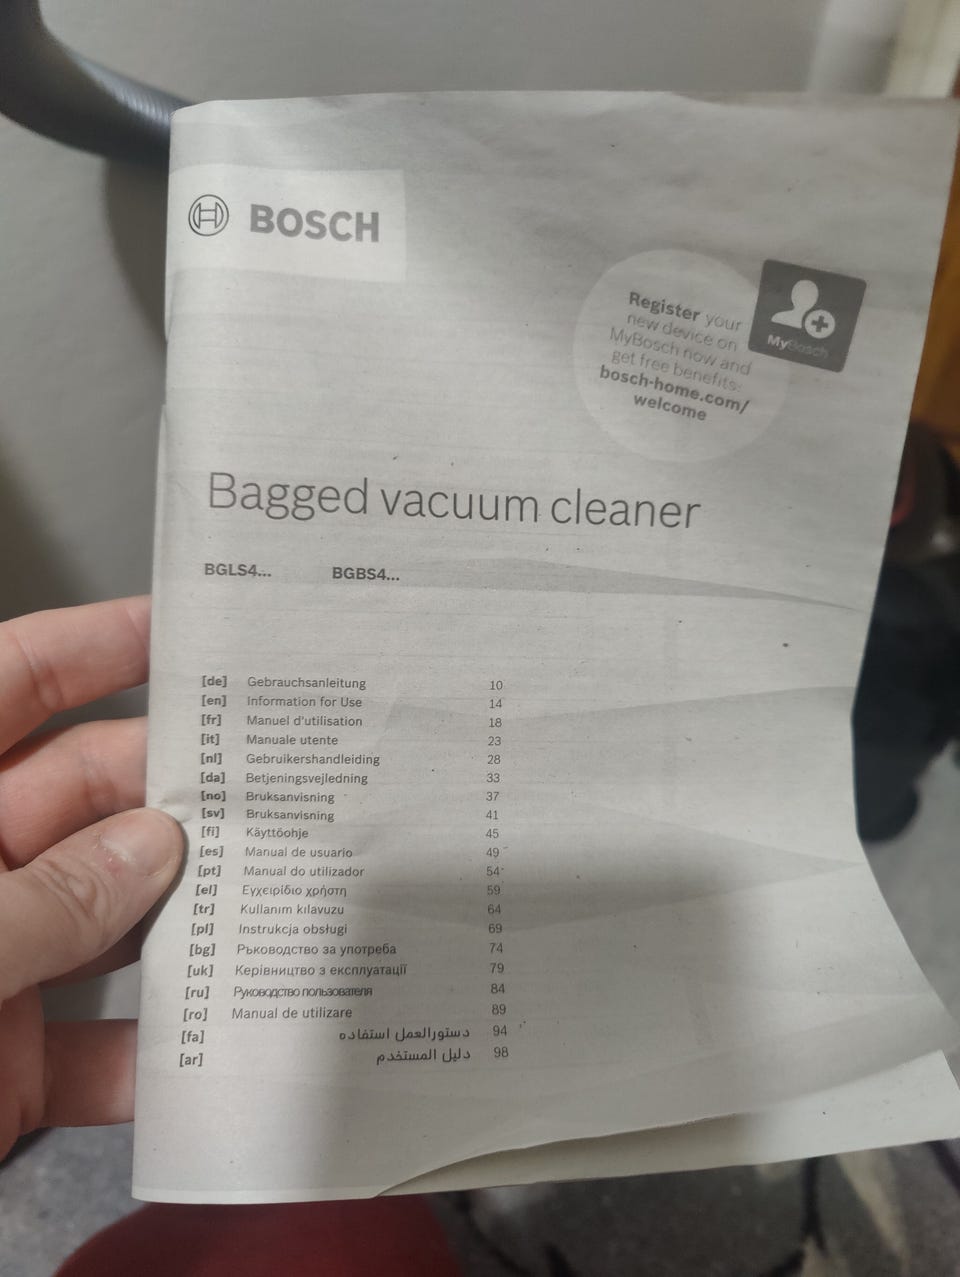 BOSCH
Register your
new device on
MyBosch now and
get free benefits:
bosch-home.com/
welcome
MyBosch
Bagged vacuum cleaner
BGLS4... BGBS4...
[de] Gebrauchsanleitung 10
[en] Information for Use 14
[fr] Manuel d'utilisation 18
[it] Manuale utente 23
[nl] Gebruikershandleiding 28
[da] Betjeningsvejledning 33
[no] Bruksanvisning 37
[sv] Bruksanvisning 41
[fi] Käyttöohje 45
[es] Manual de usuario 49
[pt] Manual do utilizador 54
[el] Εγχειρίδιο χρήστη 59
[tr] Kullanım kılavuzu 64
[pl] Instrukcja obsługi 69
[bg] Ръководство за употреба 74
[uk] Керівництво з експлуатації 79
[ru] Руководство пользователя 84
[ro] Manual de utilizare 89
[fa] دستورالعمل استفاده 94
[ar] دليل المستخدم 98